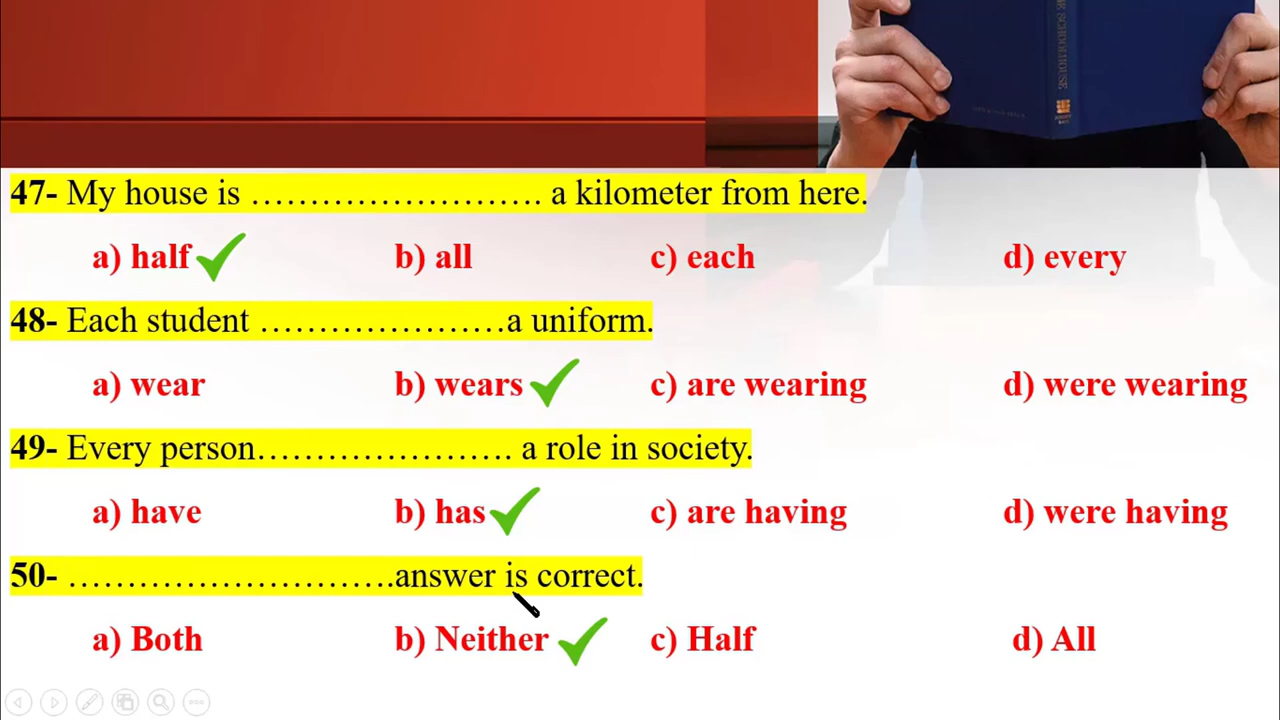 47- My house is ………………………. a kilometer from here.
a) half b) all c) each d) every
48- Each student …………………a uniform.
a) wear b) wears c) are wearing d) were wearing
49- Every person…………………. a role in society.
a) have b) has c) are having d) were having
50- ……………………….answer is correct.
a) Both b) Neither c) Half d) All